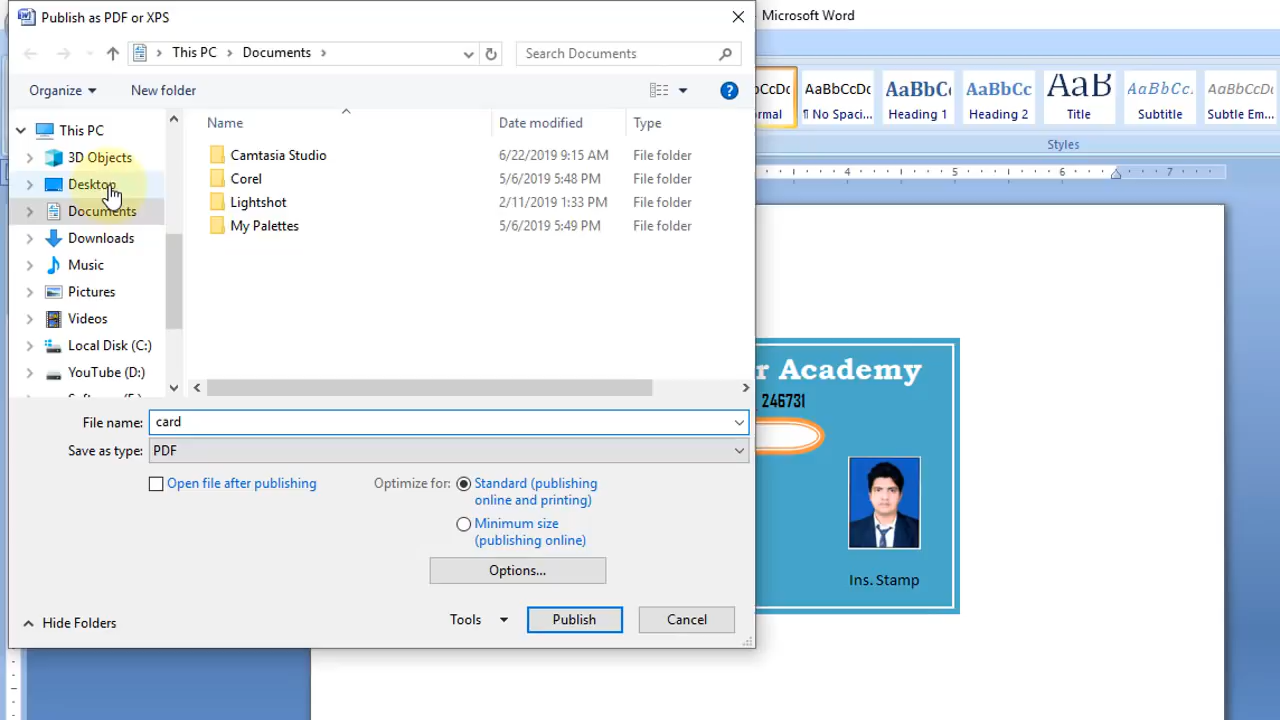 Publish as PDF or XPS
Microsoft Word
This PC
Documents
Search Documents
Organize
New folder
AaBbCcDc
¶ No Spaci...
AaBbC
Heading 1
AaBbCc
Heading 2
AaB
Title
AaBbCc.
Subtitle
AaBbCcDc
Subtle Em...
Styles
This PC
3D Objects
Desktop
Documents
Downloads
Music
Pictures
Videos
Local Disk (C:)
YouTube (D:)
Name
Date modified
Type
Camtasia Studio
6/22/2019 9:15 AM
File folder
Corel
5/6/2019 5:48 PM
File folder
Lightshot
2/11/2019 1:33 PM
File folder
My Palettes
5/6/2019 5:49 PM
File folder
4
5
6
7
r Academy
246731
Ins. Stamp
File name:
card
Save as type:
PDF
Open file after publishing
Optimize for:
Standard (publishing
online and printing)
Minimum size
(publishing online)
Options...
Hide Folders
Tools
Publish
Cancel